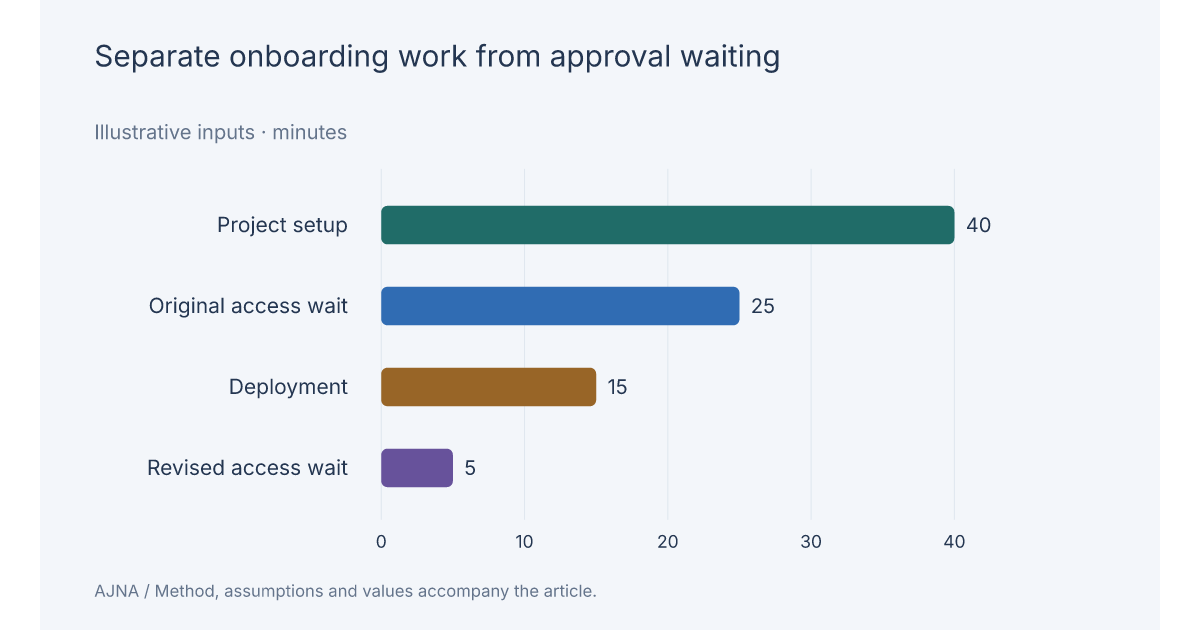 Separate onboarding work from approval waiting
Illustrative inputs · minutes
Project setup 40
Original access wait 25
Deployment 15
Revised access wait 5
0 10 20 30 40
AJNA / Method, assumptions and values accompany the article.